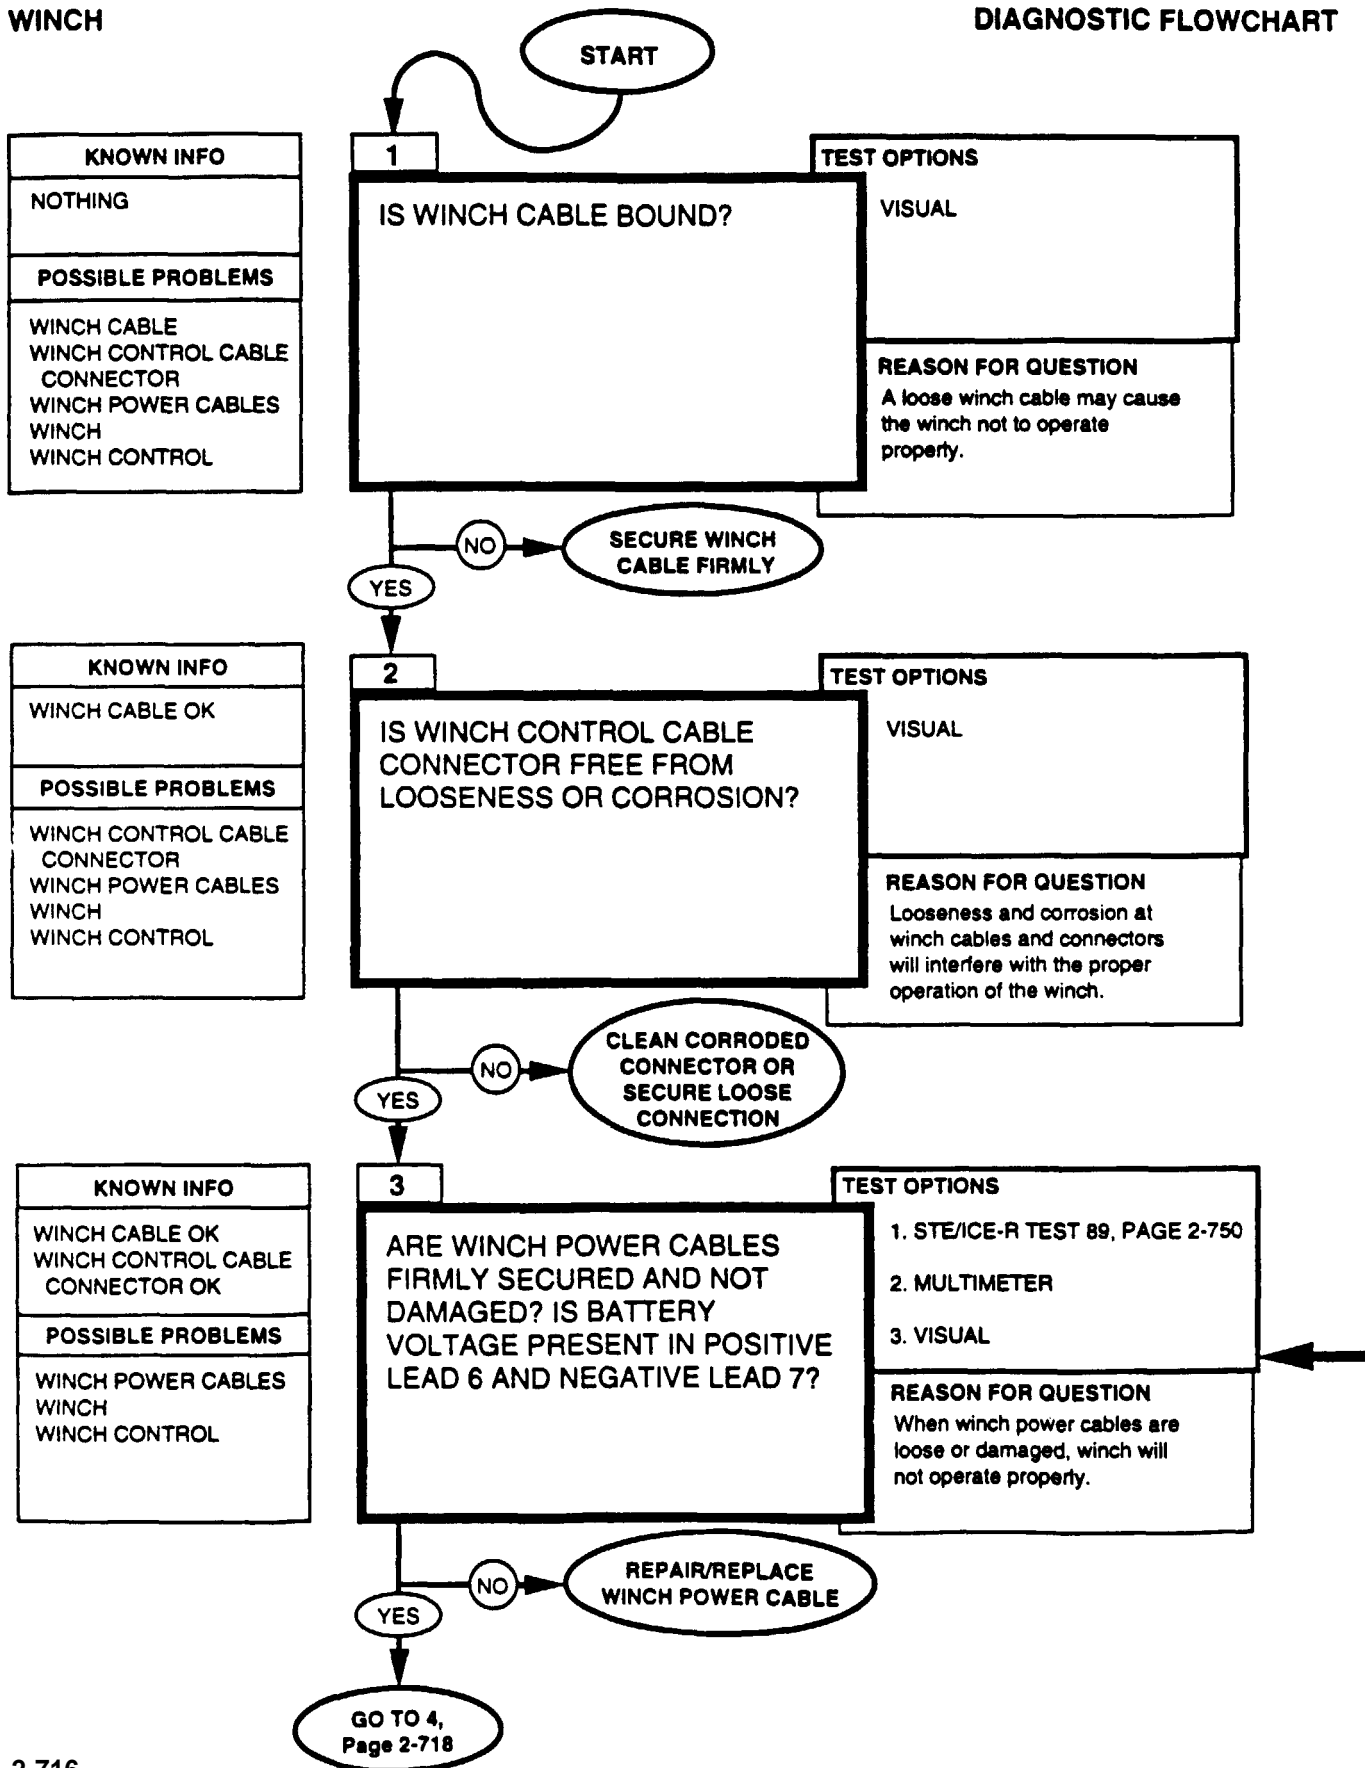 WINCH
DIAGNOSTIC FLOWCHART
START
KNOWN INFO
NOTHING
POSSIBLE PROBLEMS
WINCH CABLE
WINCH CONTROL CABLE
CONNECTOR
WINCH POWER CABLES
WINCH
WINCH CONTROL
1
IS WINCH CABLE BOUND?
TEST OPTIONS
VISUAL
REASON FOR QUESTION
A loose winch cable may cause
the winch not to operate
properly.
NO
SECURE WINCH
CABLE FIRMLY
YES
KNOWN INFO
WINCH CABLE OK
POSSIBLE PROBLEMS
WINCH CONTROL CABLE
CONNECTOR
WINCH POWER CABLES
WINCH
WINCH CONTROL
2
IS WINCH CONTROL CABLE
CONNECTOR FREE FROM
LOOSENESS OR CORROSION?
TEST OPTIONS
VISUAL
REASON FOR QUESTION
Looseness and corrosion at
winch cables and connectors
will interfere with the proper
operation of the winch.
NO
CLEAN CORRODED
CONNECTOR OR
SECURE LOOSE
CONNECTION
YES
KNOWN INFO
WINCH CABLE OK
WINCH CONTROL CABLE
CONNECTOR OK
POSSIBLE PROBLEMS
WINCH POWER CABLES
WINCH
WINCH CONTROL
3
ARE WINCH POWER CABLES
FIRMLY SECURED AND NOT
DAMAGED? IS BATTERY
VOLTAGE PRESENT IN POSITIVE
LEAD 6 AND NEGATIVE LEAD 7?
TEST OPTIONS
1. STE/ICE-R TEST 89, PAGE 2-750
2. MULTIMETER
3. VISUAL
REASON FOR QUESTION
When winch power cables are
loose or damaged, winch will
not operate properly.
NO
REPAIR/REPLACE
WINCH POWER CABLE
YES
GO TO 4,
Page 2-718
2-716